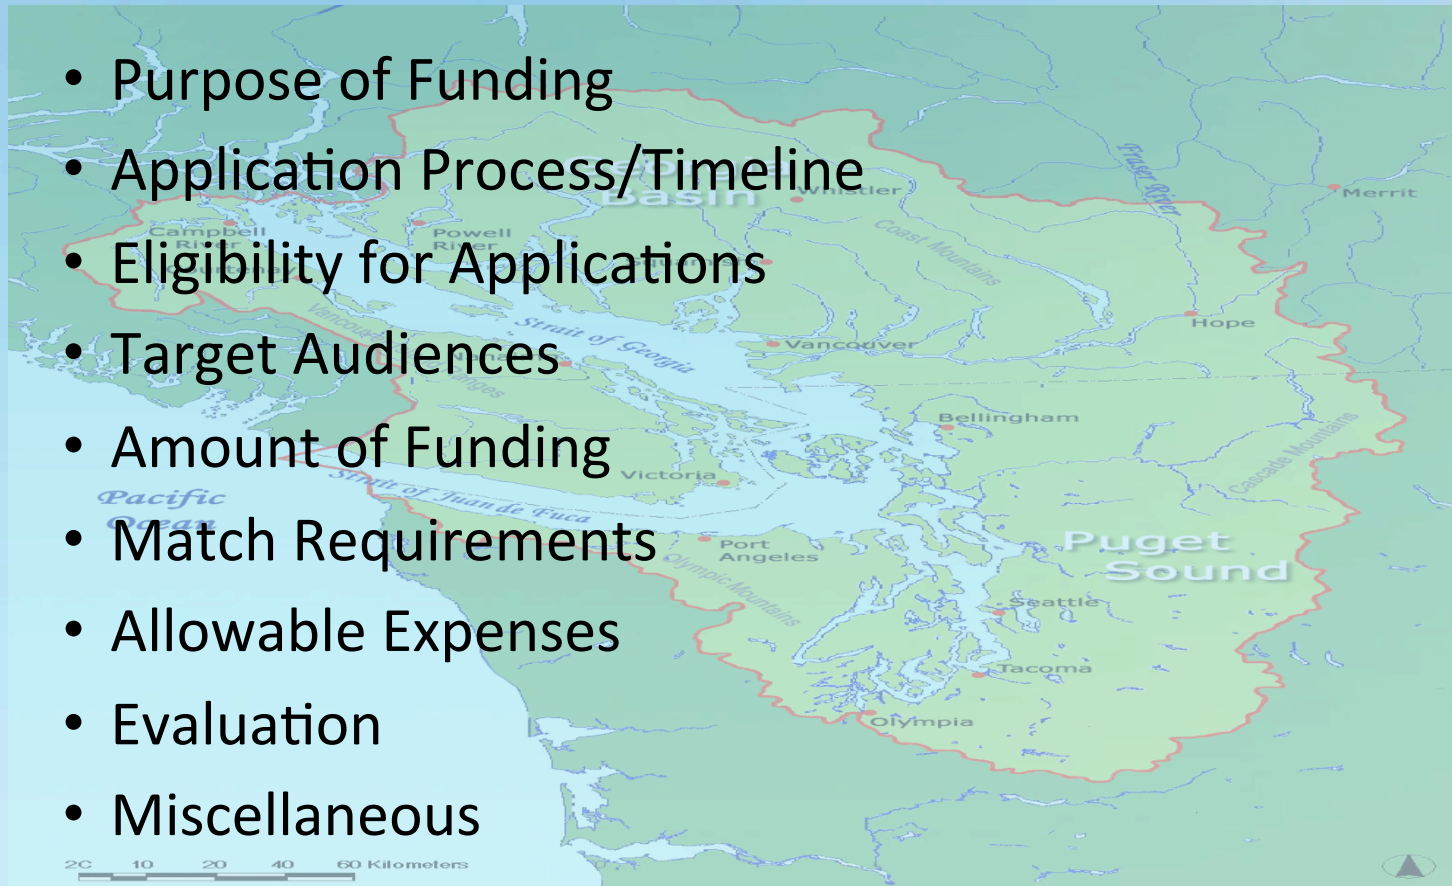 • Purpose of Funding
• Application Process/Timeline
• Eligibility for Applications
• Target Audiences
• Amount of Funding
• Match Requirements
• Allowable Expenses
• Evaluation
• Miscellaneous
Basin
Whistler
Fraser River
Merrit
Campbell
River
Courtenay
Powell
River
Coast Mountains
Strait of Georgia
Vancouver
Hope
Bellingham
Cascade Mountains
Victoria
Pacific
Ocean
Strait of Juan de Fuca
Port
Angeles
Olympic Mountains
Puget
Sound
Seattle
Tacoma
Olympia
20 10 20 40 60 Kilometers